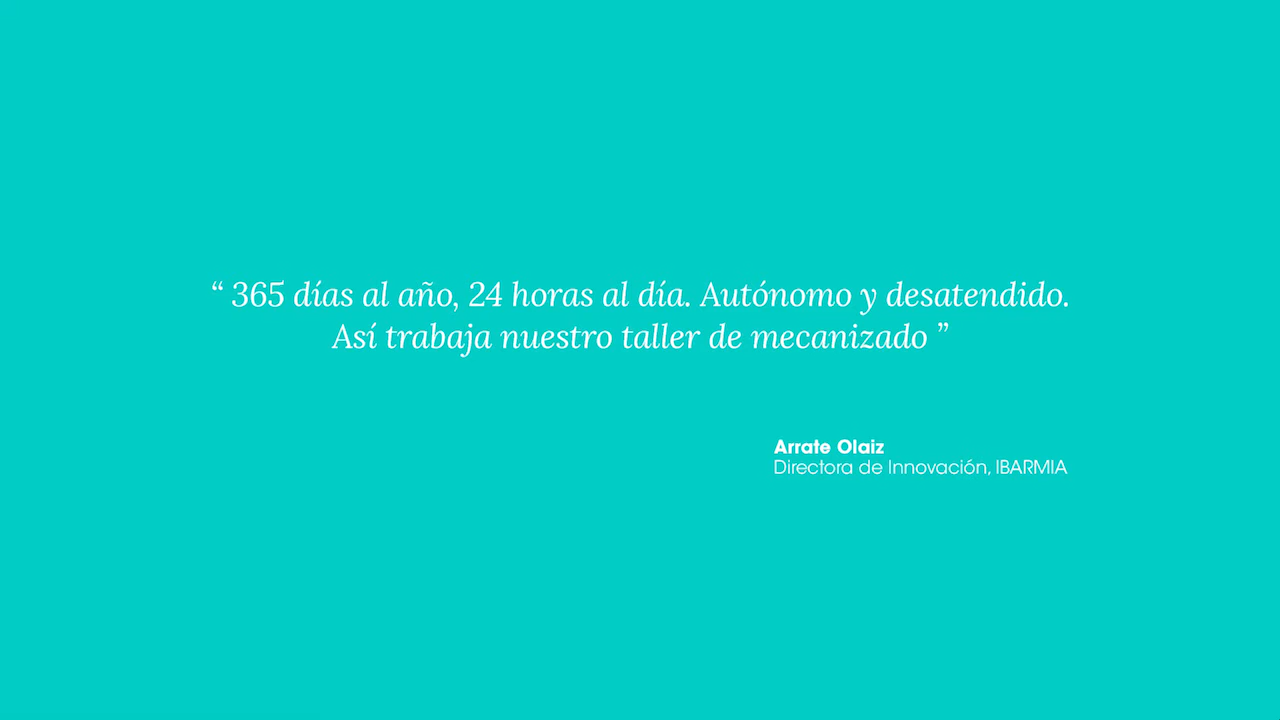 “ 365 días al año, 24 horas al día. Autónomo y desatendido.
Así trabaja nuestro taller de mecanizado ”
Arrate Olaiz
Directora de Innovación, IBARMIA